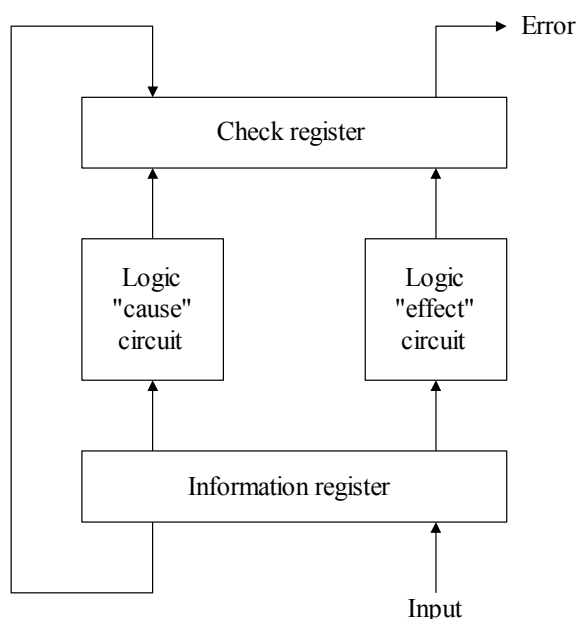 Error
Check register
Logic
"cause"
circuit
Logic
"effect"
circuit
Information register
Input